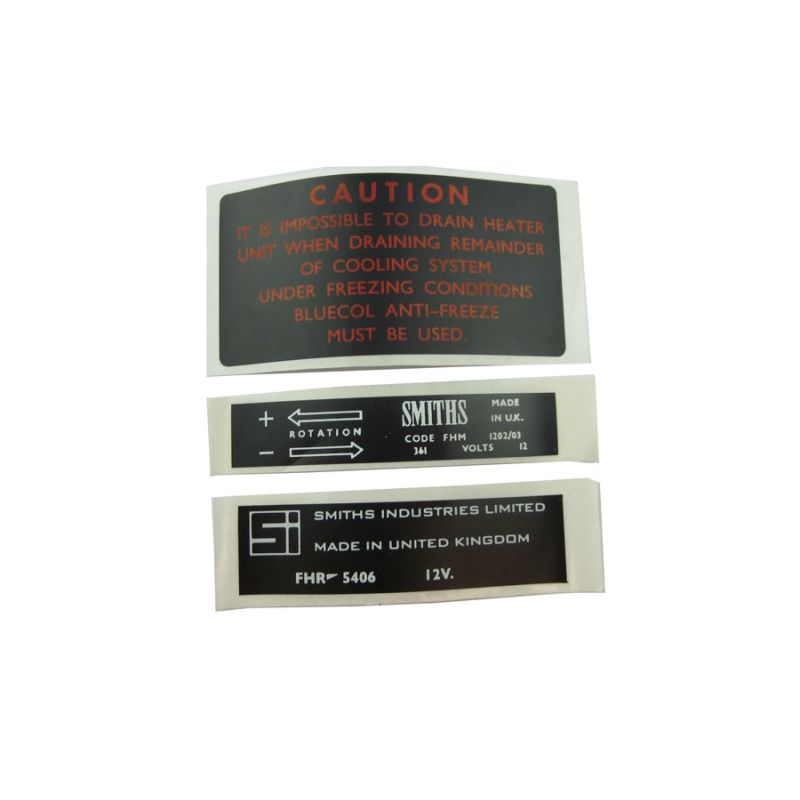 CAUTION
IT IS IMPOSSIBLE TO DRAIN HEATER
UNIT WHEN DRAINING REMAINDER
OF COOLING SYSTEM
UNDER FREEZING CONDITIONS
BLUECOL ANTI-FREEZE
MUST BE USED.
+ SMITHS MADE
ROTATION IN U.K.
CODE FHM 1202/03
− 361 VOLTS 12
Si SMITHS INDUSTRIES LIMITED
MADE IN UNITED KINGDOM
FHR- 5406 12V.